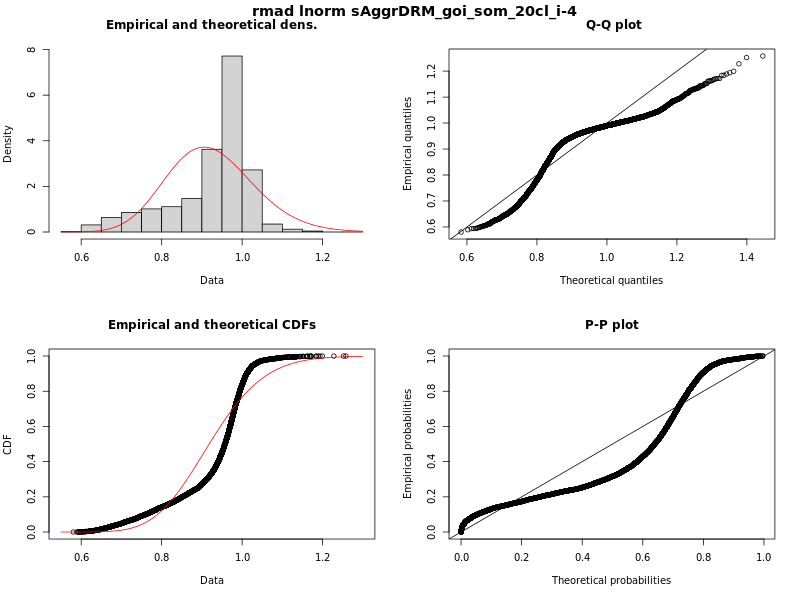 rmad lnorm sAggrDRM_goi_som_20cl_i-4
Empirical and theoretical dens.
Density
0 2 4 6 8
0.6 0.8 1.0 1.2
Data
Q-Q plot
Empirical quantiles
0.6 0.7 0.8 0.9 1.0 1.1 1.2
0.6 0.8 1.0 1.2 1.4
Theoretical quantiles
Empirical and theoretical CDFs
CDF
0.0 0.2 0.4 0.6 0.8 1.0
0.6 0.8 1.0 1.2
Data
P-P plot
Empirical probabilities
0.0 0.2 0.4 0.6 0.8 1.0
0.0 0.2 0.4 0.6 0.8 1.0
Theoretical probabilities